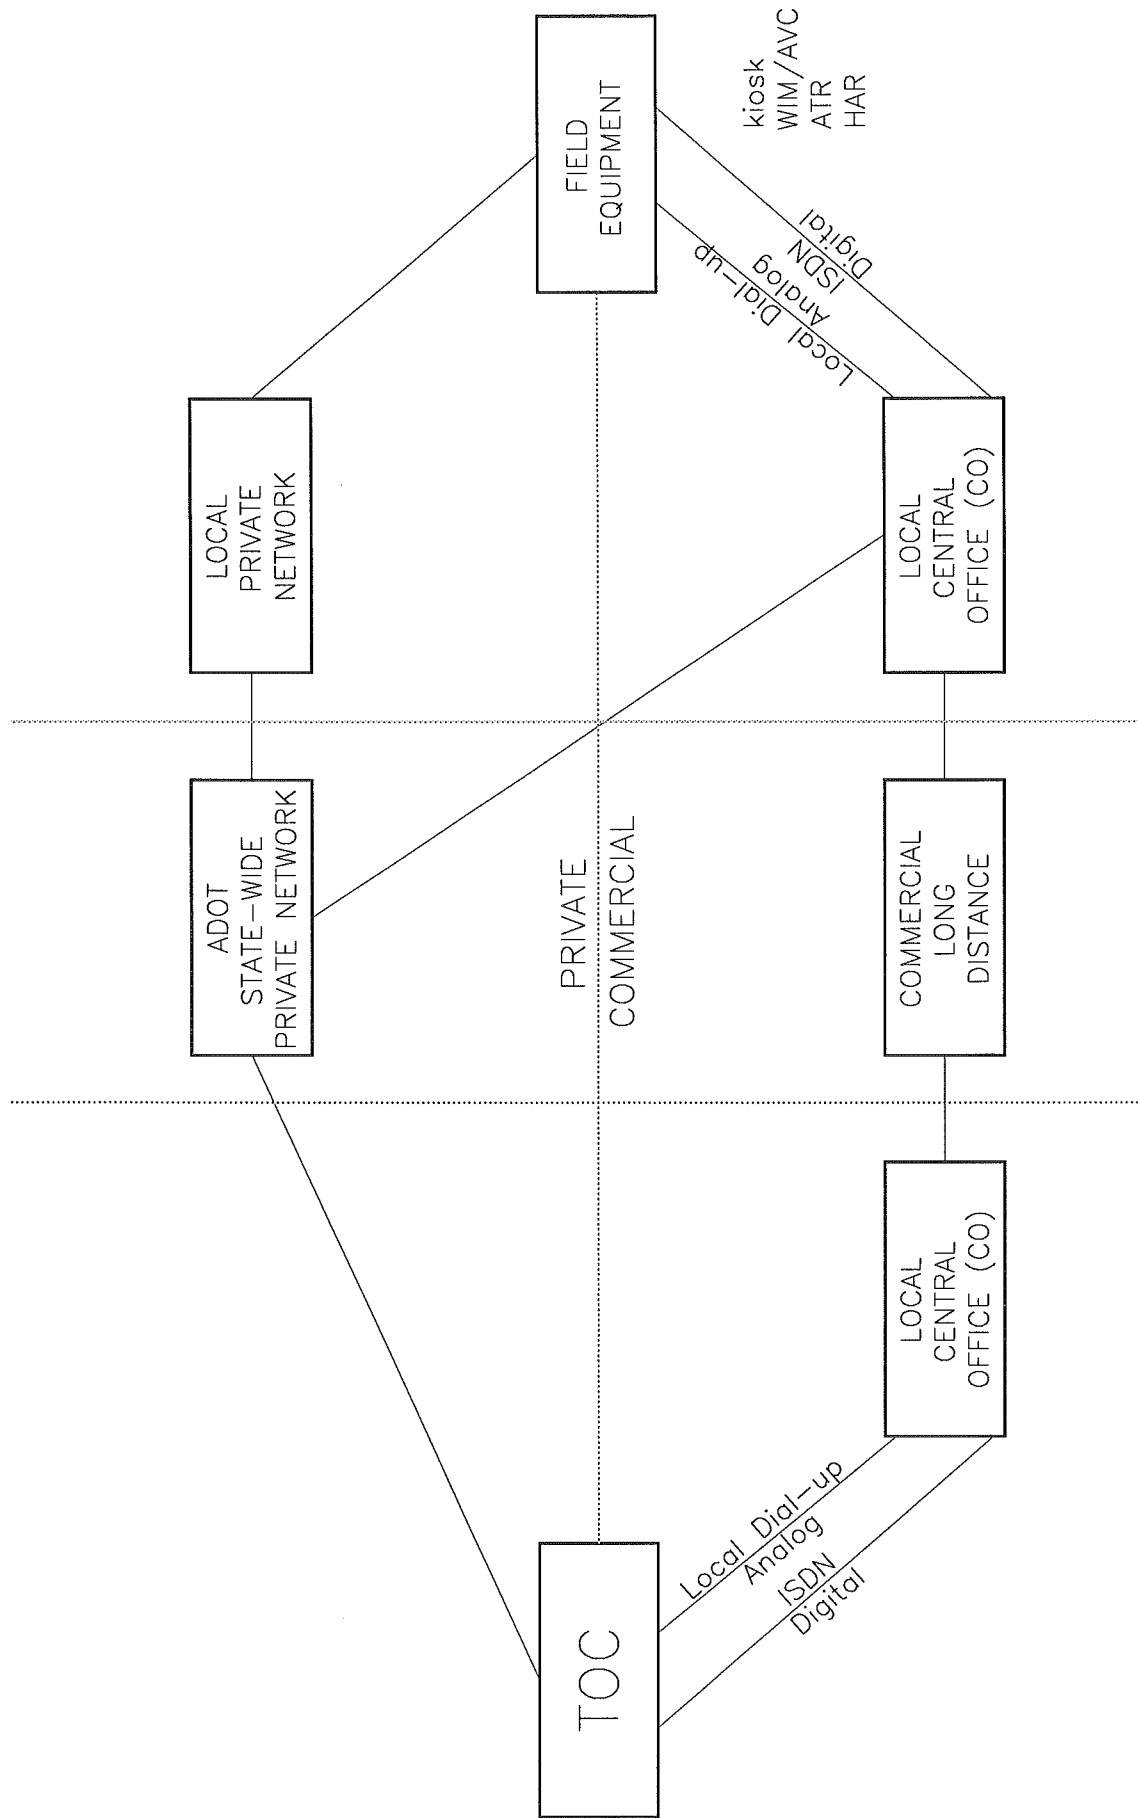 TOC
ADOT
STATE-WIDE
PRIVATE NETWORK
LOCAL
PRIVATE
NETWORK
FIELD
EQUIPMENT
PRIVATE
COMMERCIAL
Local Dial-up
Analog
ISDN
Digital
LOCAL
CENTRAL
OFFICE (CO)
COMMERCIAL
LONG
DISTANCE
LOCAL
CENTRAL
OFFICE (CO)
Local Dial-up
Analog
ISDN
Digital
kiosk
WIM/AVC
ATR
HAR